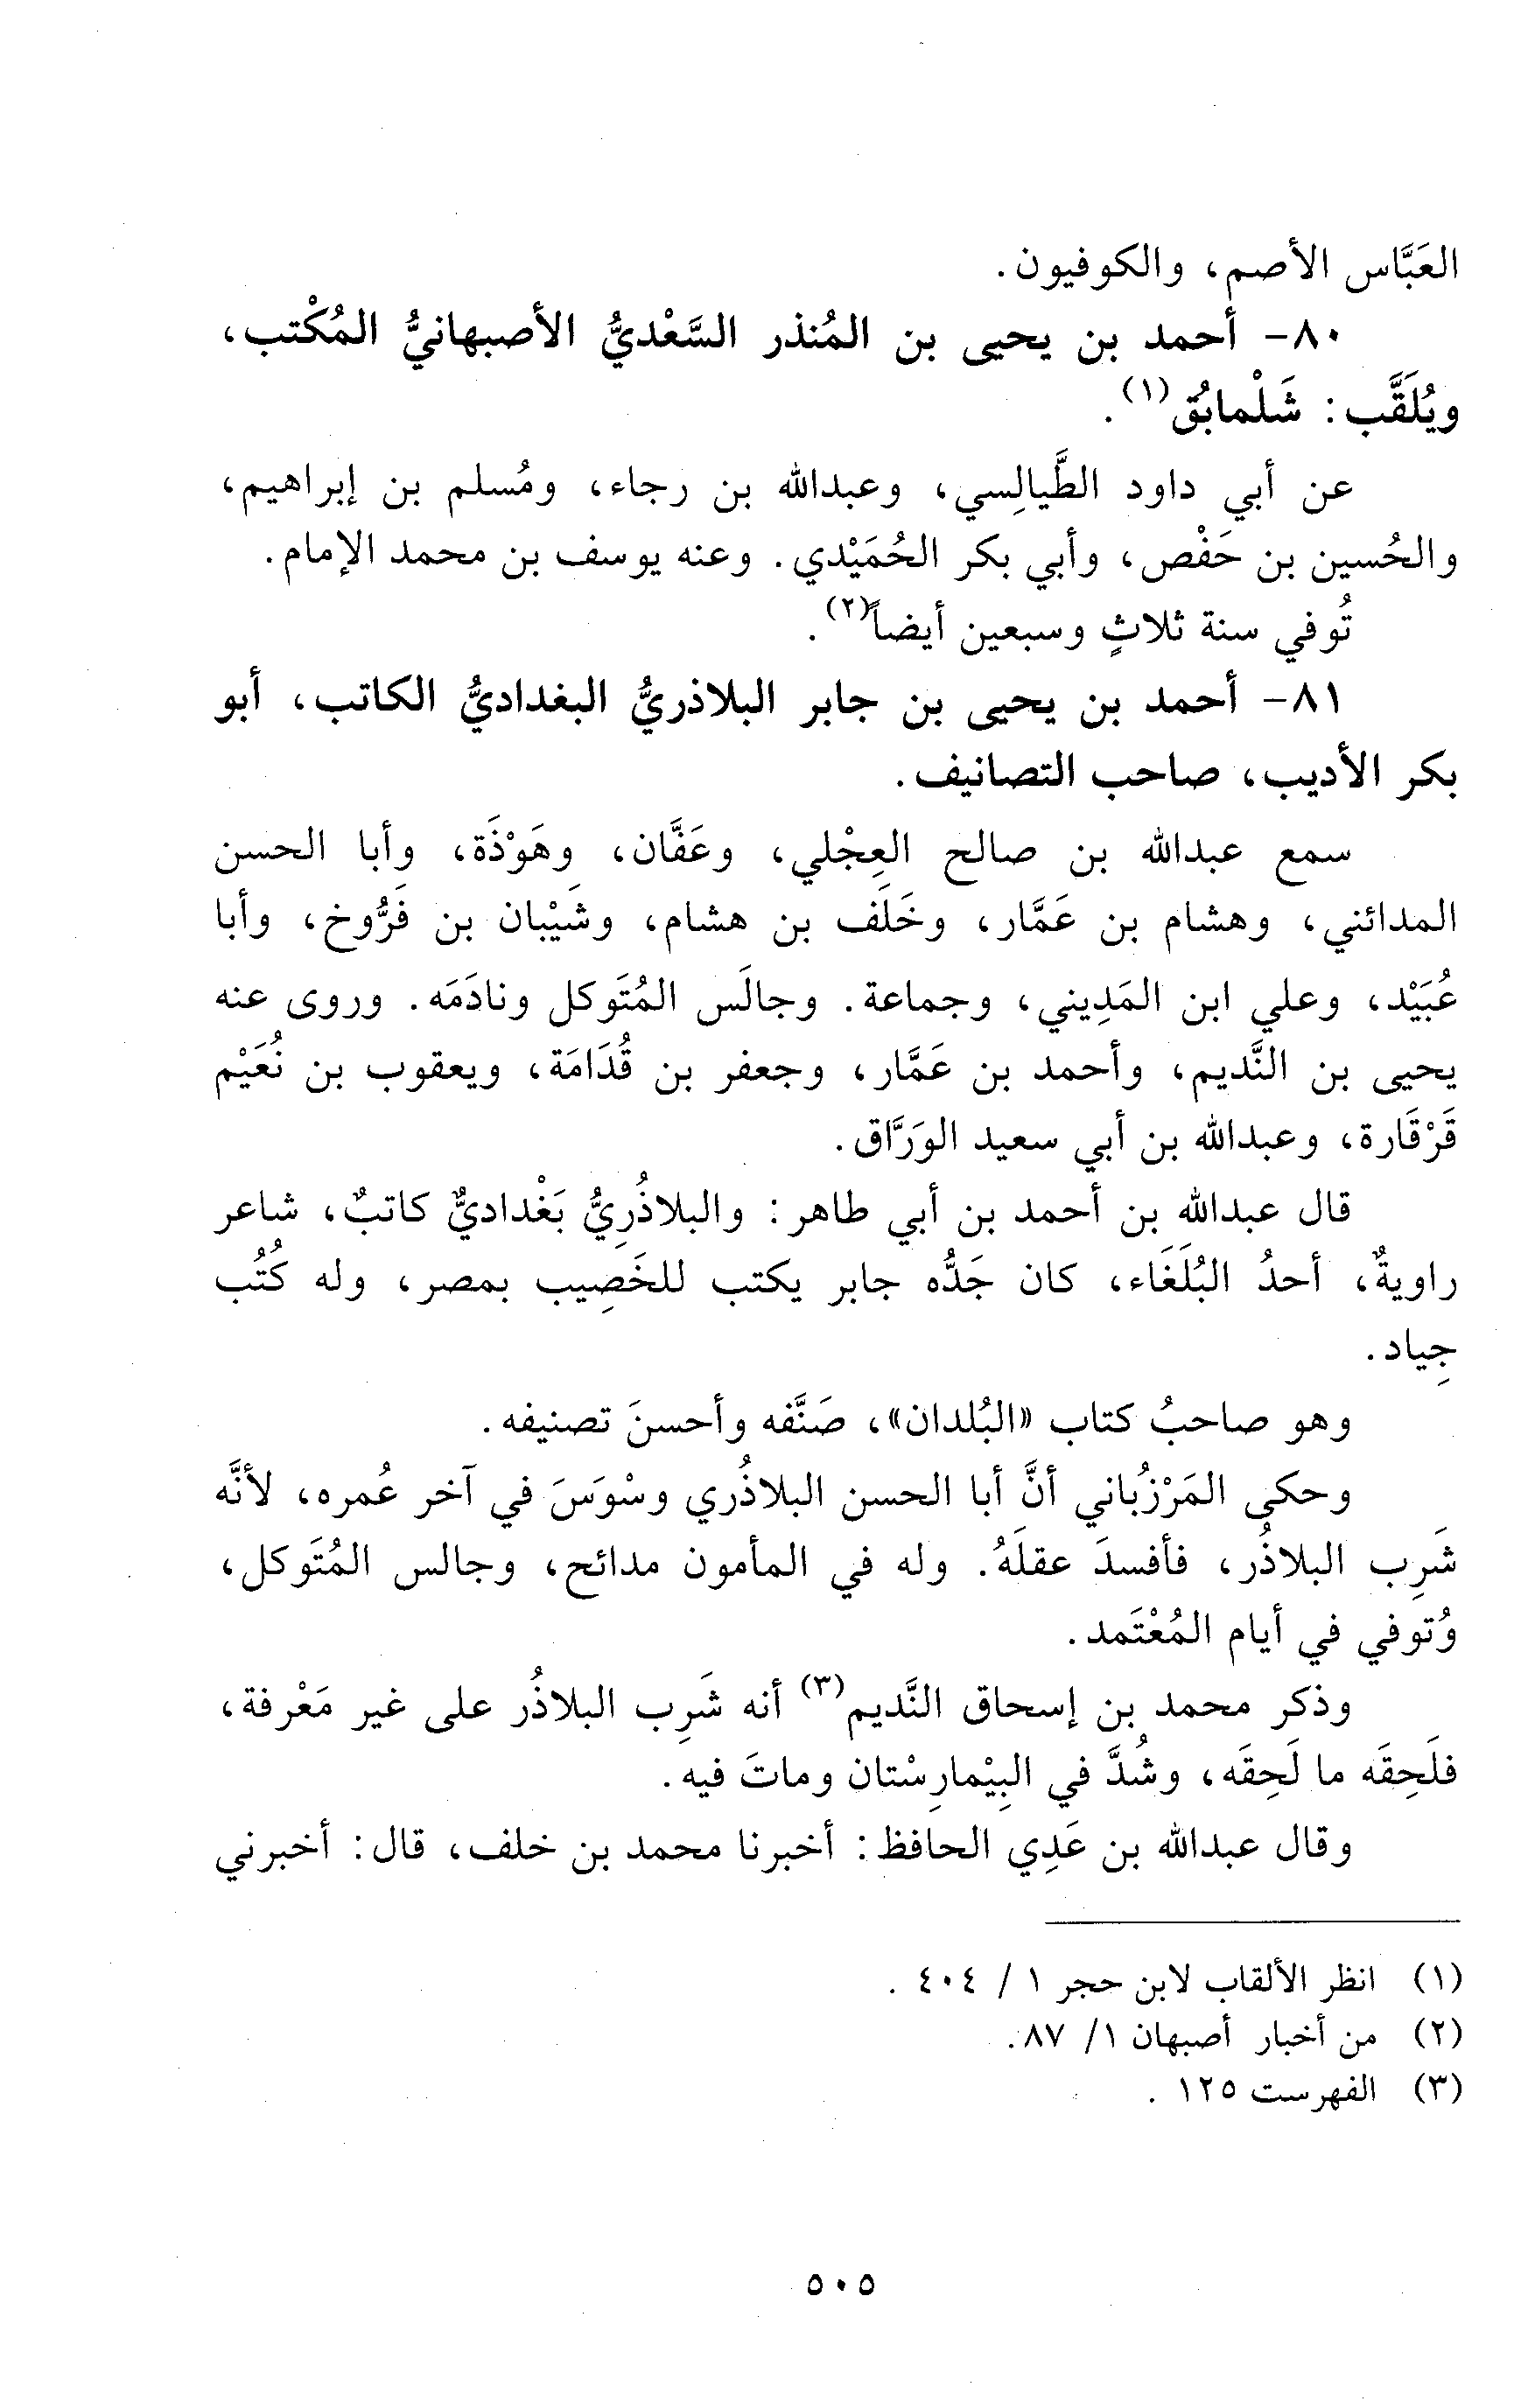 العَبَّاس الأصم، والكوفيون.
٨٠- أحمد بن يحيى بن المُنذر السَّعْديُّ الأصبهانيُّ المُكْتب،
ويُلَقَّب: شَلْمابُق(١).
عن أبي داود الطَّيالِسي، وعبدالله بن رجاء، ومُسلم بن إبراهيم،
والحُسين بن حَفْص، وأبي بكر الحُمَيْدي. وعنه يوسف بن محمد الإمام.
تُوفي سنة ثلاثٍ وسبعين أيضاً(٢).
٨١- أحمد بن يحيى بن جابر البلاذريُّ البغداديُّ الكاتب، أبو
بكر الأديب، صاحب التصانيف.
سمع عبدالله بن صالح العِجْلي، وعَفَّان، وهَوْذَة، وأبا الحسن
المدائني، وهشام بن عَمَّار، وخَلَف بن هشام، وشَيْبان بن فَرُّوخ، وأبا
عُبَيْد، وعلي ابن المَدِيني، وجماعة. وجالَس المُتَوكل ونادَمَه. وروى عنه
يحيى بن النَّديم، وأحمد بن عَمَّار، وجعفر بن قُدَامَة، ويعقوب بن نُعَيْم
قَرْقَارة، وعبدالله بن أبي سعيد الوَرَّاق.
قال عبدالله بن أحمد بن أبي طاهر: والبلاذُرِيُّ بَغْداديٌّ كاتبٌ، شاعر
راويةٌ، أحدُ البُلَغَاء، كان جَدُّه جابر يكتب للخَصِيب بمصر، وله كُتُب
جِياد.
وهو صاحبُ كتاب «البُلدان»، صَنَّفه وأحسنَ تصنيفه.
وحكى المَرْزُباني أنَّ أبا الحسن البلاذُري وسْوَسَ في آخر عُمره، لأنَّه
شَرِب البلاذُر، فأفسدَ عقلَهُ. وله في المأمون مدائح، وجالس المُتَوكل،
وُتوفي في أيام المُعْتَمد.
وذكر محمد بن إسحاق النَّديم(٣) أنه شَرِب البلاذُر على غير مَعْرفة،
فلَحِقَه ما لَحِقَه، وشُدَّ في البِيْمارِسْتان وماتَ فيه.
وقال عبدالله بن عَدِي الحافظ: أخبرنا محمد بن خلف، قال: أخبرني
(١) انظر الألقاب لابن حجر ١ / ٤٠٤ .
(٢) من أخبار أصبهان ١/ ٨٧.
(٣) الفهرست ١٢٥ .
٥٠٥